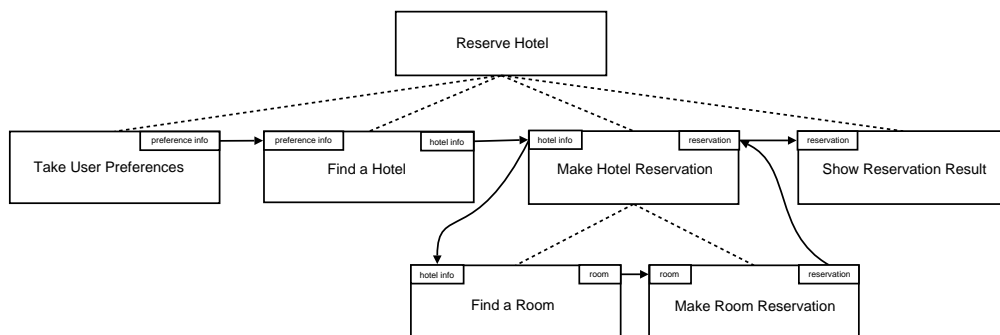 Reserve Hotel
preference info
preference info
hotel info
hotel info
reservation
reservation
Take User Preferences
Find a Hotel
Make Hotel Reservation
Show Reservation Result
hotel info
room
room
reservation
Find a Room
Make Room Reservation